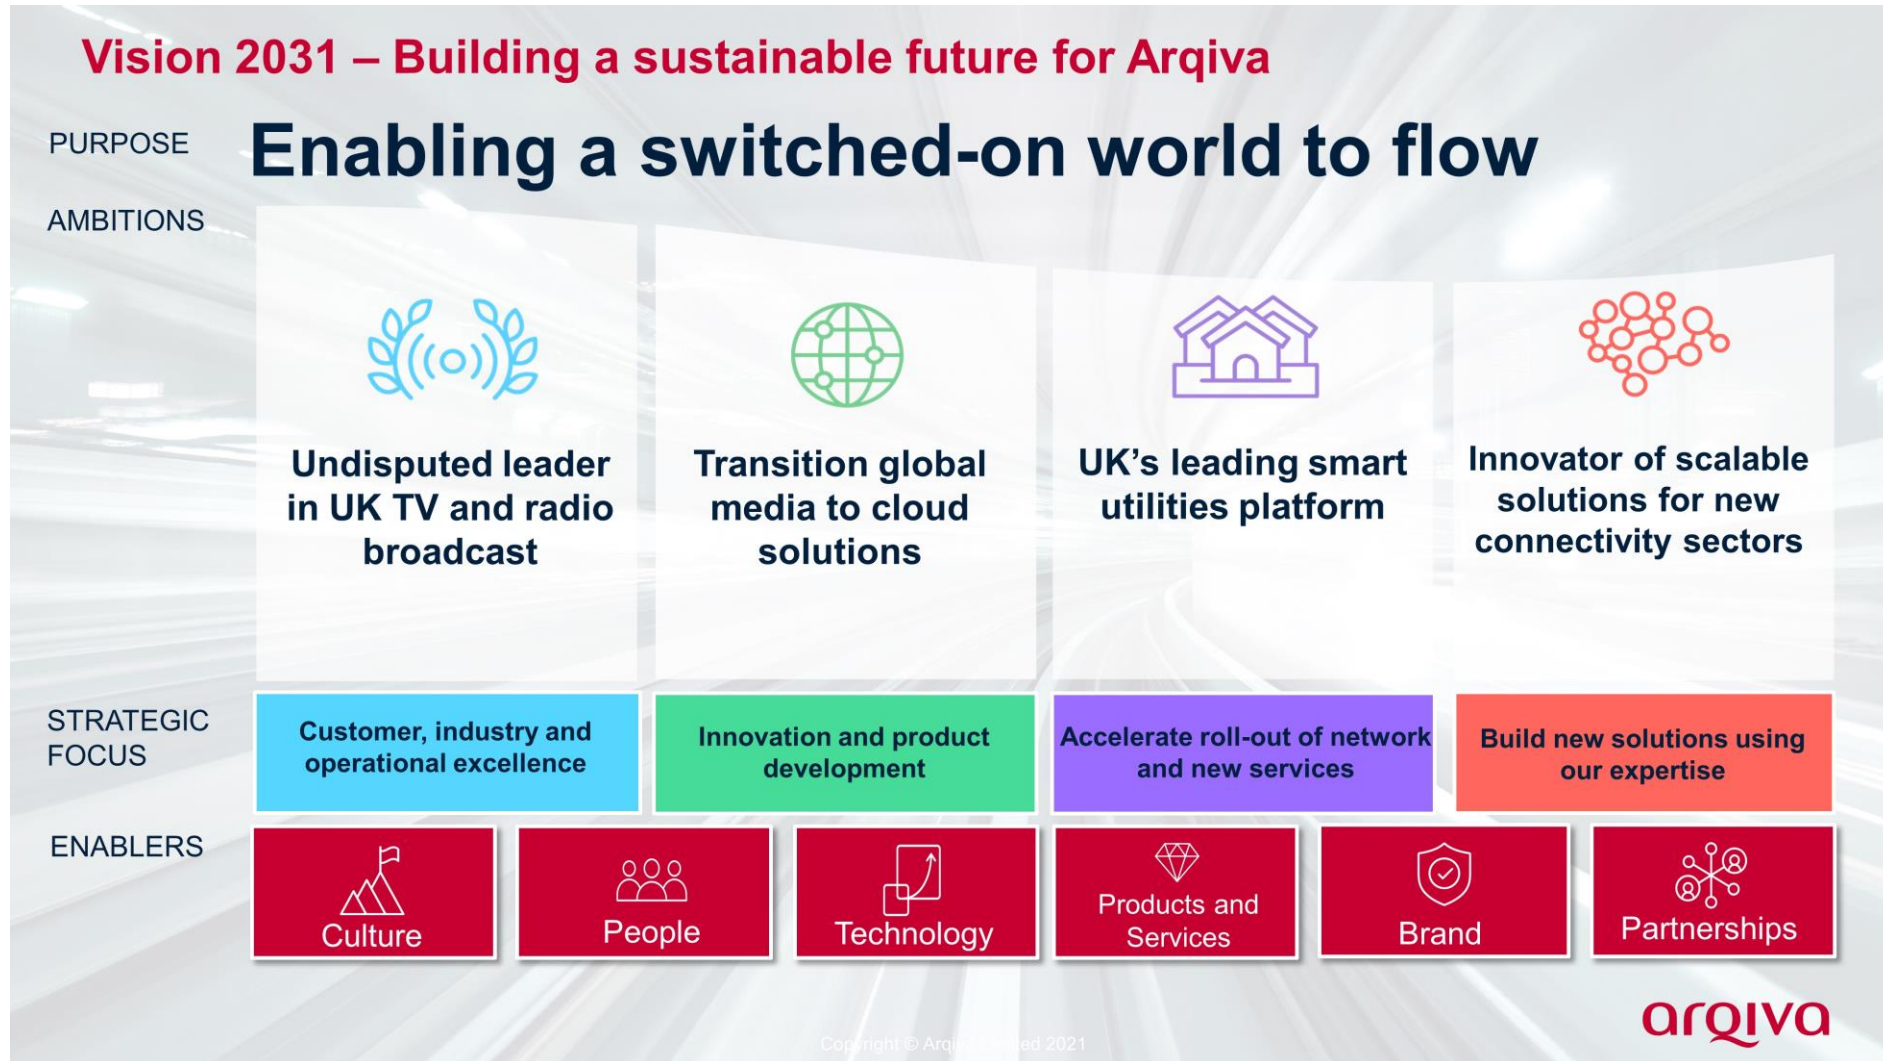 Vision 2031 – Building a sustainable future for Arqiva
PURPOSE
Enabling a switched-on world to flow
AMBITIONS
Undisputed leader
in UK TV and radio
broadcast
Transition global
media to cloud
solutions
UK's leading smart
utilities platform
Innovator of scalable
solutions for new
connectivity sectors
STRATEGIC
FOCUS
Customer, industry and
operational excellence
Innovation and product
development
Accelerate roll-out of network
and new services
Build new solutions using
our expertise
ENABLERS
Culture
People
Technology
Products and
Services
Brand
Partnerships
arqiva
Copyright © Arqiva Limited 2021